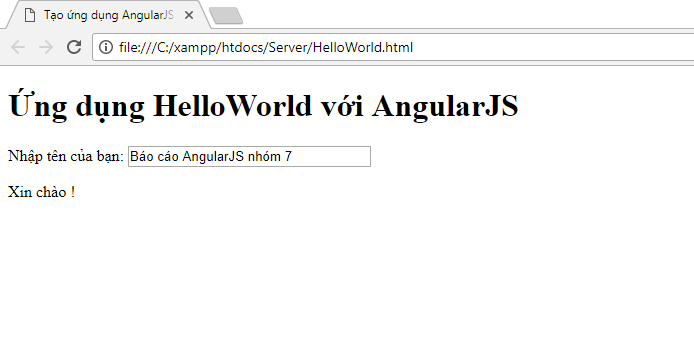 Tạo ứng dụng AngularJS
file:///C:/xampp/htdocs/Server/HelloWorld.html
Ứng dụng HelloWorld với AngularJS
Nhập tên của bạn: Báo cáo AngularJS nhóm 7
Xin chào !